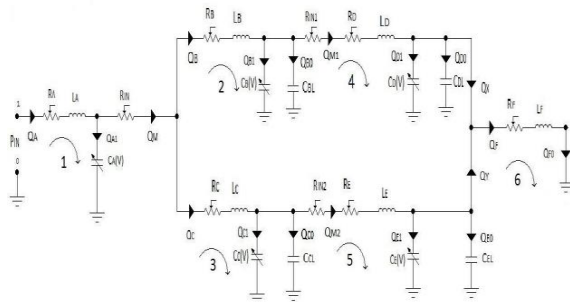 RB LB RIN1 RD LD
QB QB1 QB0 QM1 QD1 QD0
2 4
CB(V) CBL CD(V) CDL QX
1 RA LA RIN RF LF
PIN QA QA1 QM QF QF0
0 1 CA(V) 6
QY
RC LC RIN2 RE LE
QC QC1 QC0 QM2 QE1 QE0
3 5
CC(V) CCL CE(V) CEL